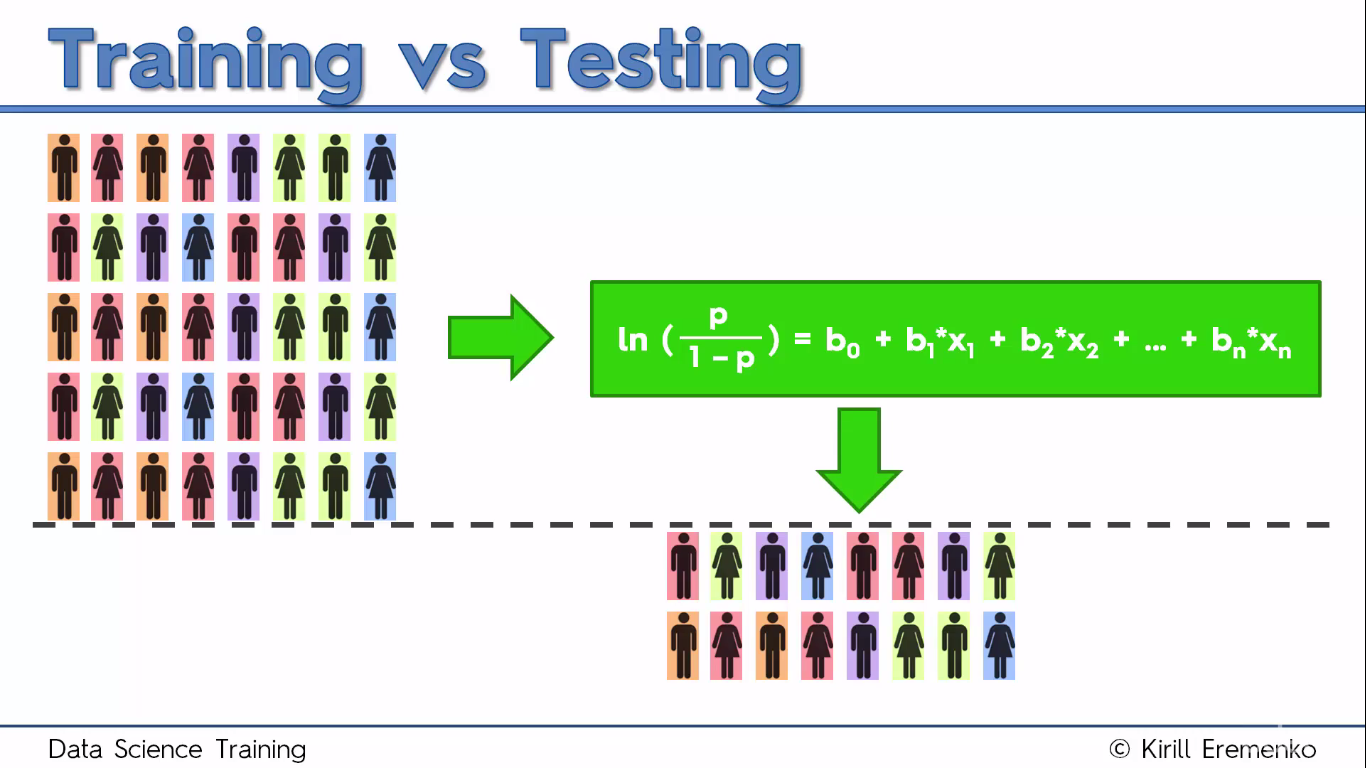 Training vs Testing
ln ( p / 1 – p ) = b₀ + b₁*x₁ + b₂*x₂ + ... + bₙ*xₙ
Data Science Training
© Kirill Eremenko